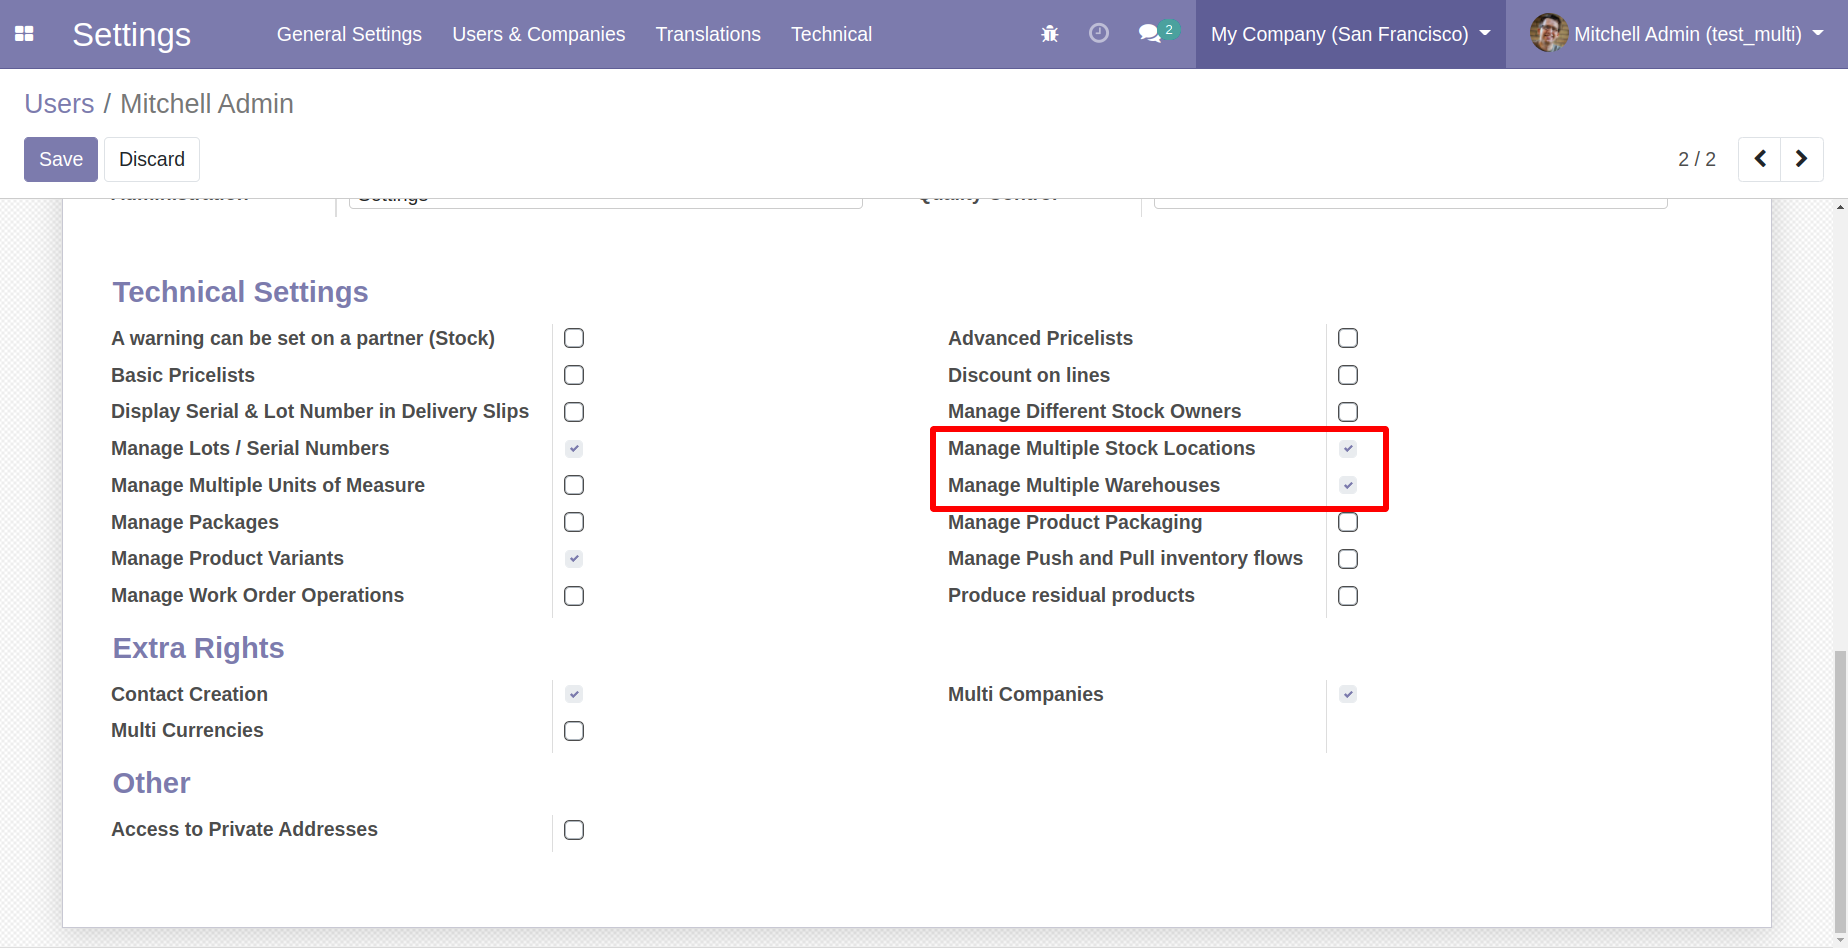 Settings General Settings Users & Companies Translations Technical 2 My Company (San Francisco) Mitchell Admin (test_multi)
Users / Mitchell Admin
Save Discard 2 / 2
Technical Settings
A warning can be set on a partner (Stock) Advanced Pricelists
Basic Pricelists Discount on lines
Display Serial & Lot Number in Delivery Slips Manage Different Stock Owners
Manage Lots / Serial Numbers Manage Multiple Stock Locations
Manage Multiple Units of Measure Manage Multiple Warehouses
Manage Packages Manage Product Packaging
Manage Product Variants Manage Push and Pull inventory flows
Manage Work Order Operations Produce residual products
Extra Rights
Contact Creation Multi Companies
Multi Currencies
Other
Access to Private Addresses